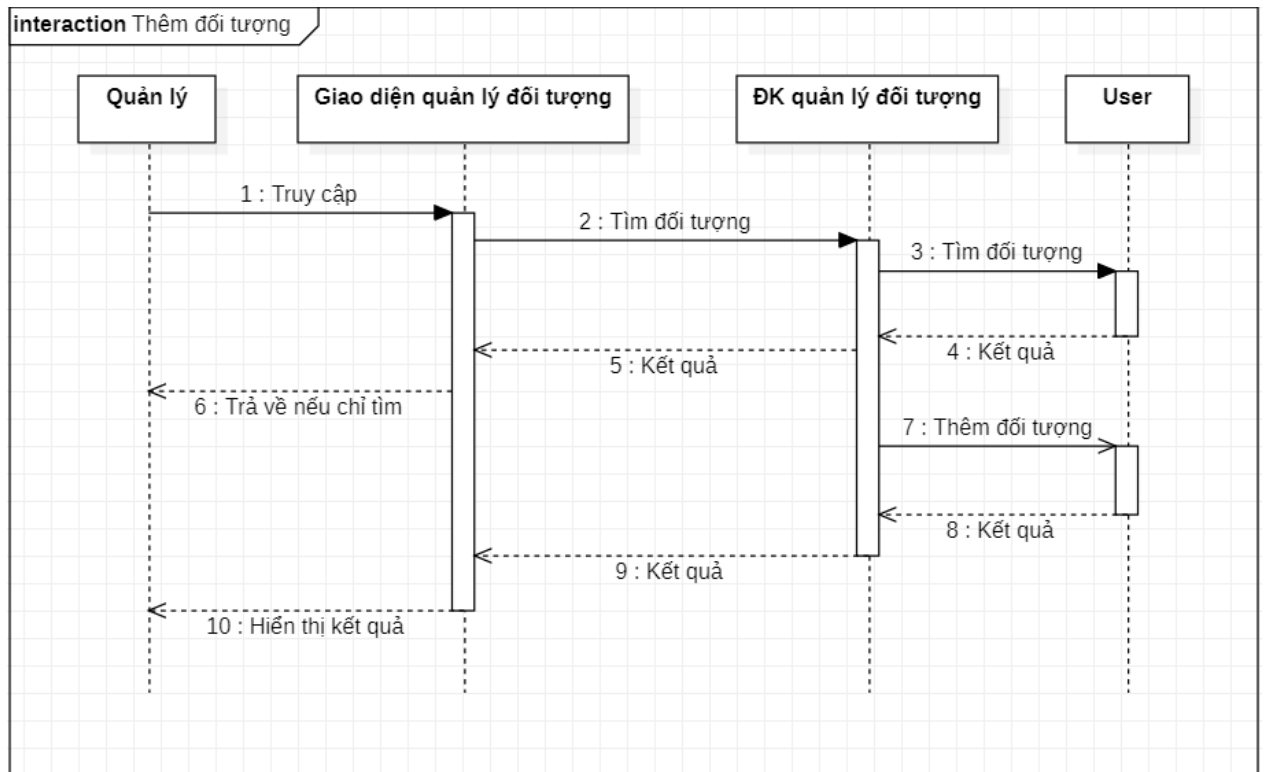 interaction Thêm đối tượng
Quản lý
Giao diện quản lý đối tượng
ĐK quản lý đối tượng
User
1 : Truy cập
2 : Tìm đối tượng
3 : Tìm đối tượng
4 : Kết quả
5 : Kết quả
6 : Trả về nếu chỉ tìm
7 : Thêm đối tượng
8 : Kết quả
9 : Kết quả
10 : Hiển thị kết quả